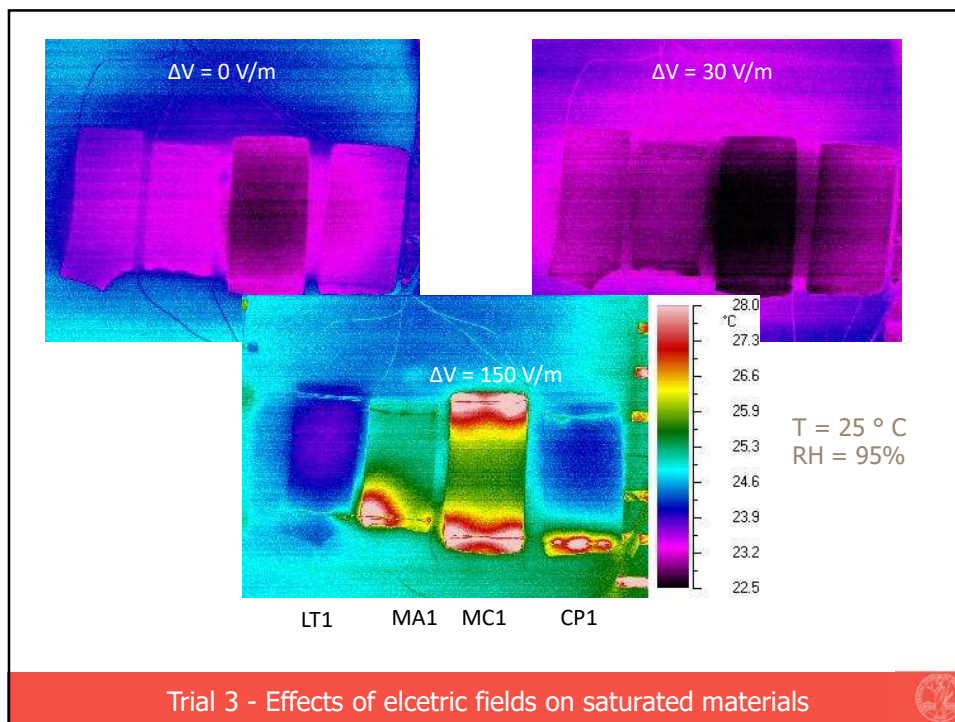 ΔV = 0 V/m
ΔV = 30 V/m
ΔV = 150 V/m
28.0
°C
27.3
26.6
25.9
25.3
24.6
23.9
23.2
22.5
T = 25 ° C
RH = 95%
LT1 MA1 MC1 CP1
Trial 3 - Effects of elcetric fields on saturated materials